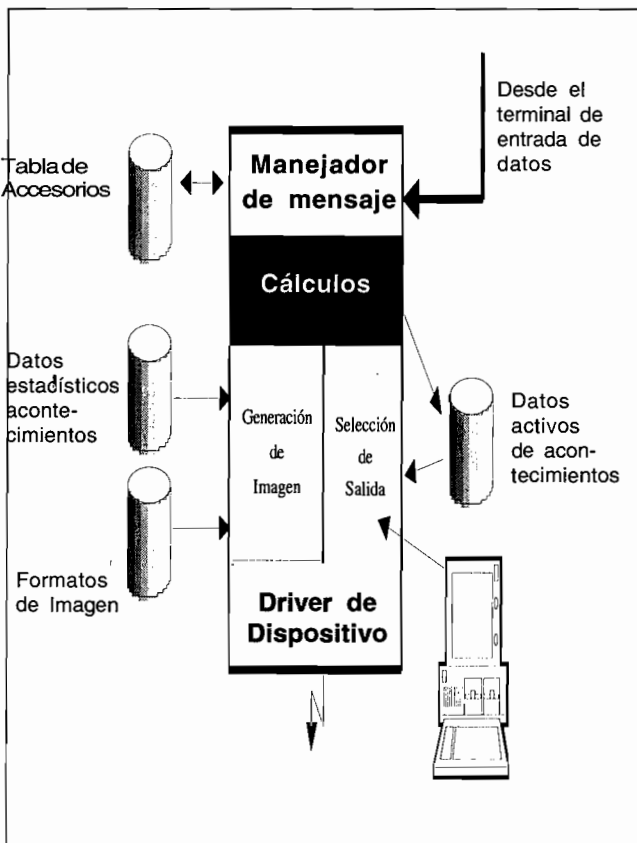 Desde el
terminal de
entrada de
datos
Tabla de
Accesorios
Manejador
de mensaje
Cálculos
Datos
estadísticos
aconte-
cimientos
Generación
de
Imagen
Selección
de
Salida
Datos
activos
de acon-
tecimientos
Formatos
de Imagen
Driver de
Dispositivo